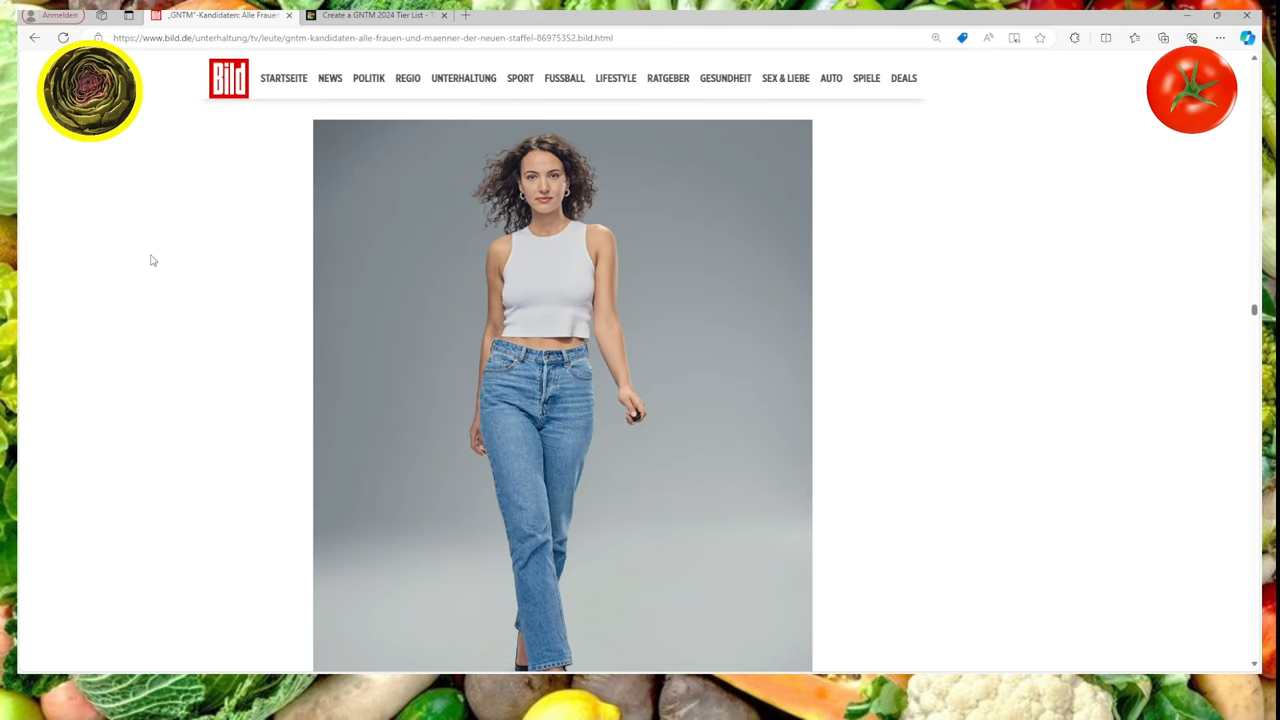 Anmelden
„GNTM"-Kandidaten: Alle Frauen
Create a GNTM 2024 Tier List - T
https://www.bild.de/unterhaltung/tv/leute/gntm-kandidaten-alle-frauen-und-maenner-der-neuen-staffel-86975352.bild.html
Bild
STARTSEITE NEWS POLITIK REGIO UNTERHALTUNG SPORT FUSSBALL LIFESTYLE RATGEBER GESUNDHEIT SEX & LIEBE AUTO SPIELE DEALS